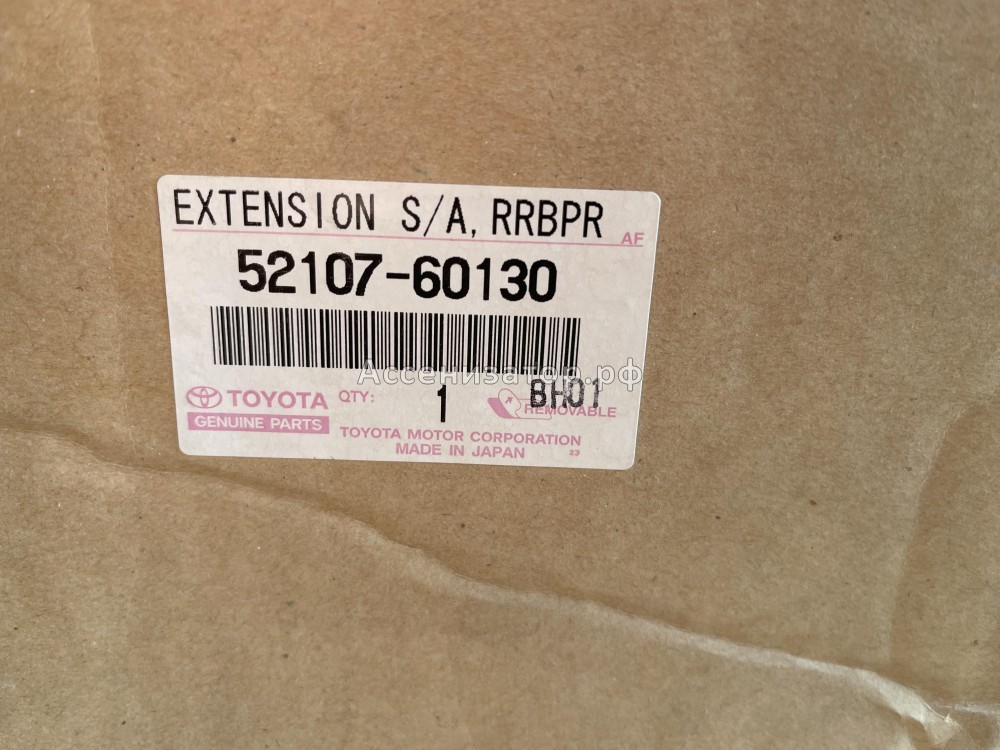 EXTENSION S/A, RRBPR
AF
52107-60130
Ассенизатор.рф
TOYOTA
QTY:
1
BH01
REMOVABLE
GENUINE PARTS
TOYOTA MOTOR CORPORATION
MADE IN JAPAN
23